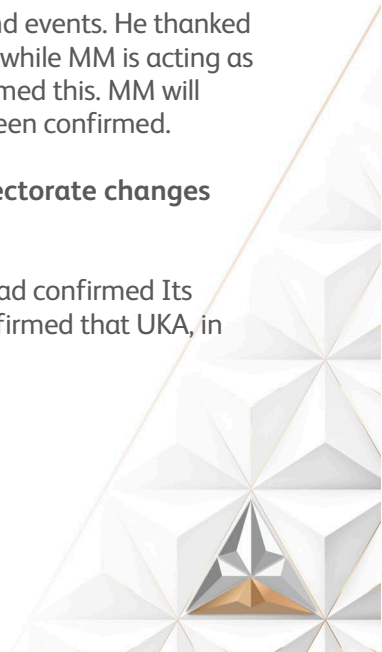 nd events. He thanked
while MM is acting as
med this. MM will
een confirmed.
ectorate changes
ad confirmed Its
firmed that UKA, in